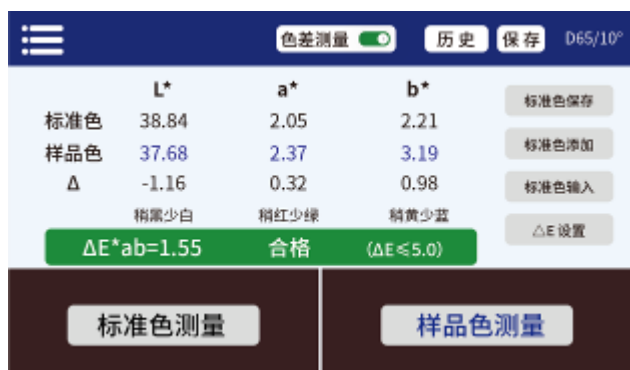 色差测量 历史 保存 D65/10°
L* a* b*
标准色 38.84 2.05 2.21
样品色 37.68 2.37 3.19
Δ -1.16 0.32 0.98
稍黑少白 稍红少绿 稍黄少蓝
ΔE*ab=1.55 合格 (ΔE≤5.0)
标准色保存
标准色添加
标准色输入
△E 设置
标准色测量 样品色测量